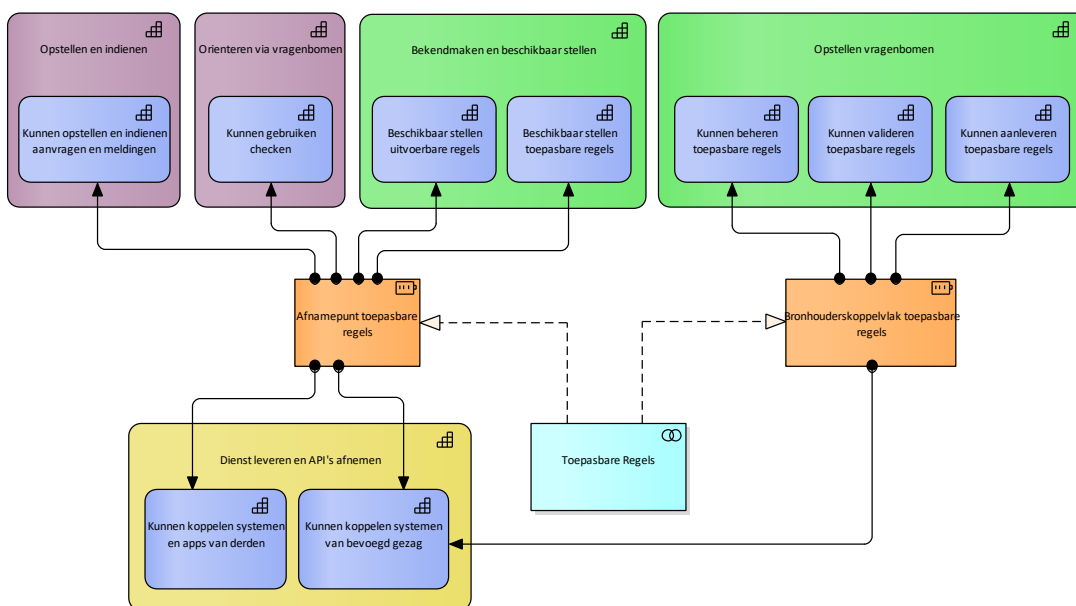 Opstellen en indienen
Kunnen opstellen en indienen
aanvragen en meldingen
Orienteren via vragenbomen
Kunnen gebruiken
checken
Bekendmaken en beschikbaar stellen
Beschikbaar stellen
uitvoerbare regels
Beschikbaar stellen
toepasbare regels
Opstellen vragenbomen
Kunnen beheren
toepasbare regels
Kunnen valideren
toepasbare regels
Kunnen aanleveren
toepasbare regels
Afnamepunt toepasbare
regels
Bronhouderskoppelvlak toepasbare
regels
Toepasbare Regels
Dienst leveren en API's afnemen
Kunnen koppelen systemen
en apps van derden
Kunnen koppelen systemen
van bevoegd gezag